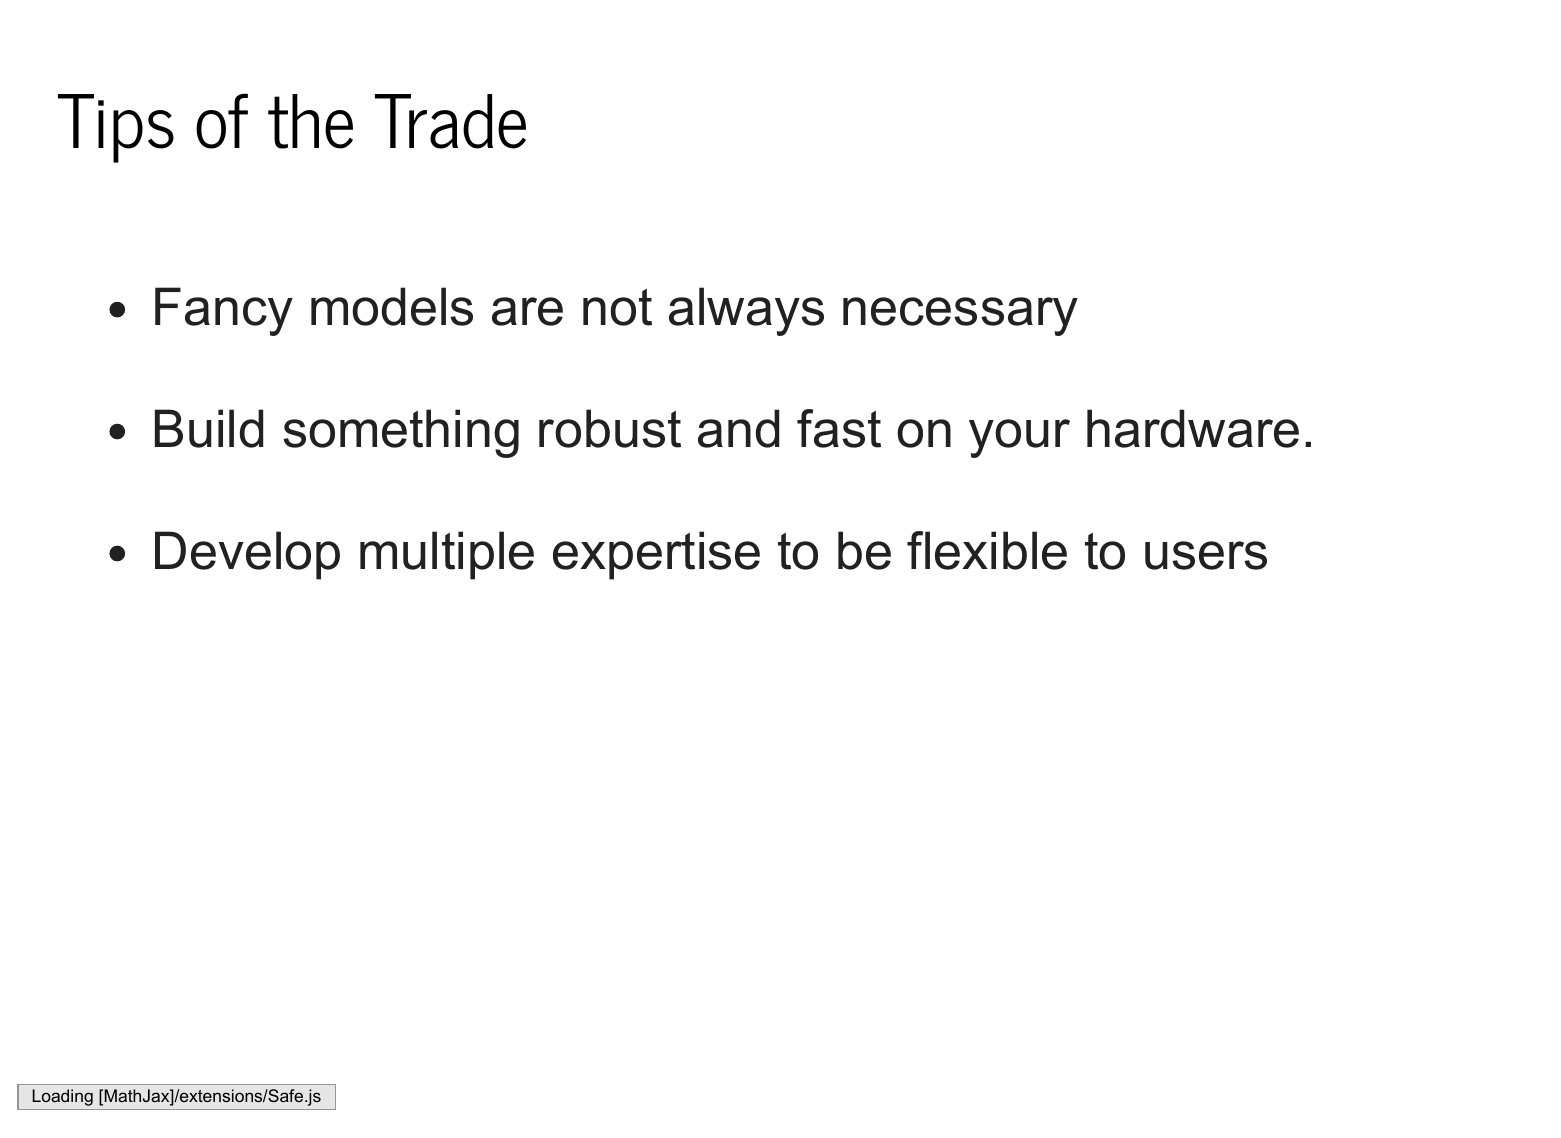 Tips of the Trade
• Fancy models are not always necessary
• Build something robust and fast on your hardware.
• Develop multiple expertise to be flexible to users
Loading [MathJax]/extensions/Safe.js